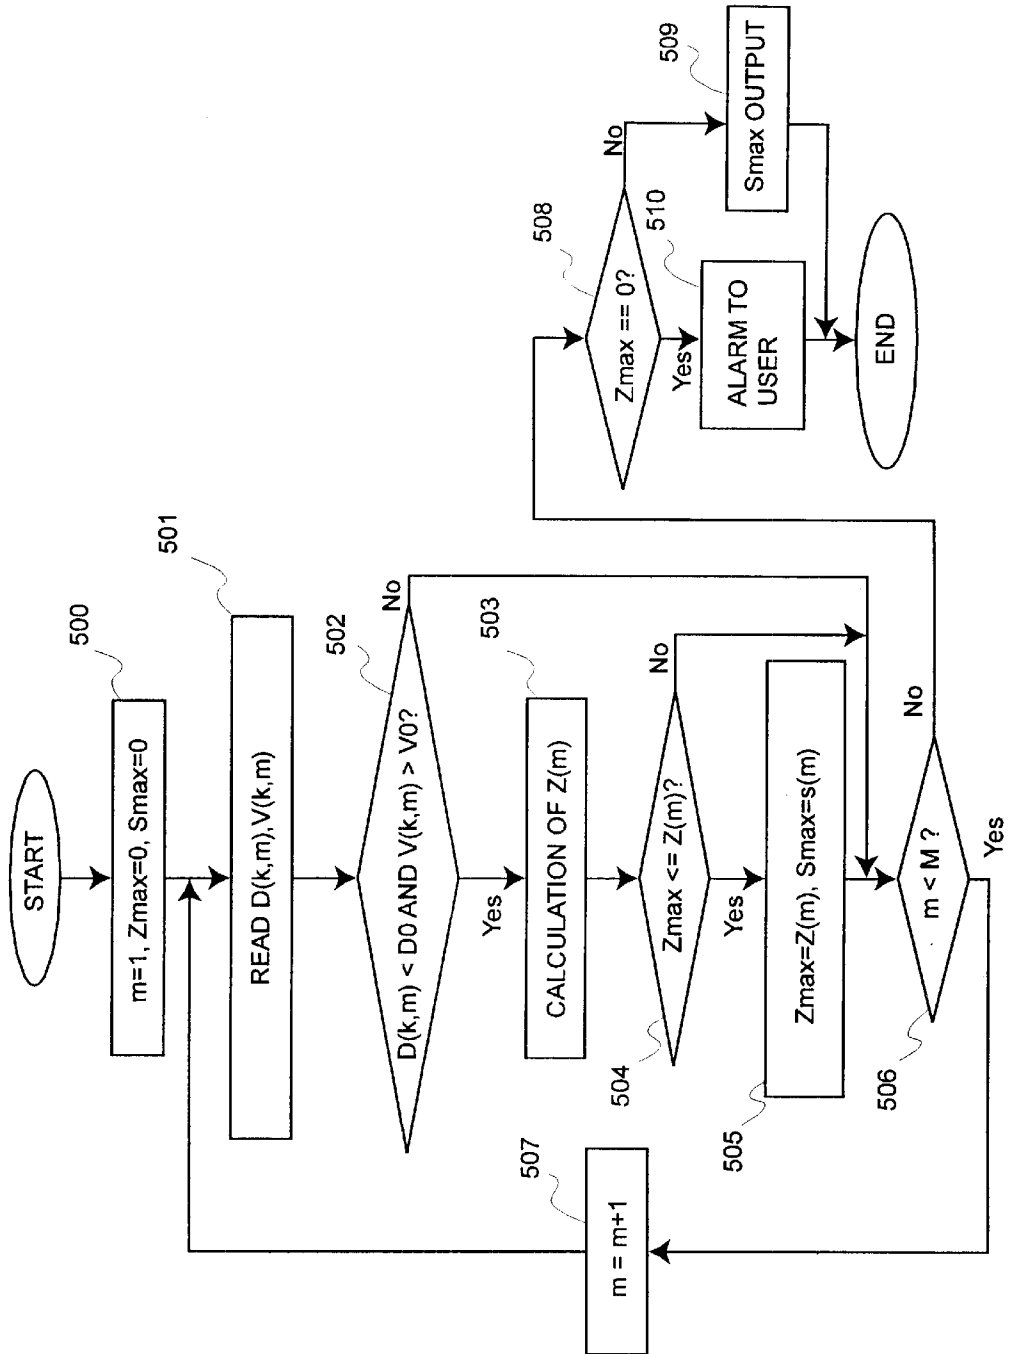 START
500
m=1, Zmax=0, Smax=0
501
READ D(k,m),V(k,m)
502
D(k,m) < D0 AND V(k,m) > V0?
No
Yes
503
CALCULATION OF Z(m)
504
Zmax <= Z(m)?
No
Yes
505
Zmax=Z(m), Smax=s(m)
506
m < M ?
No
Yes
507
m = m+1
508
Zmax == 0?
No
Yes
509
Smax OUTPUT
510
ALARM TO
USER
END